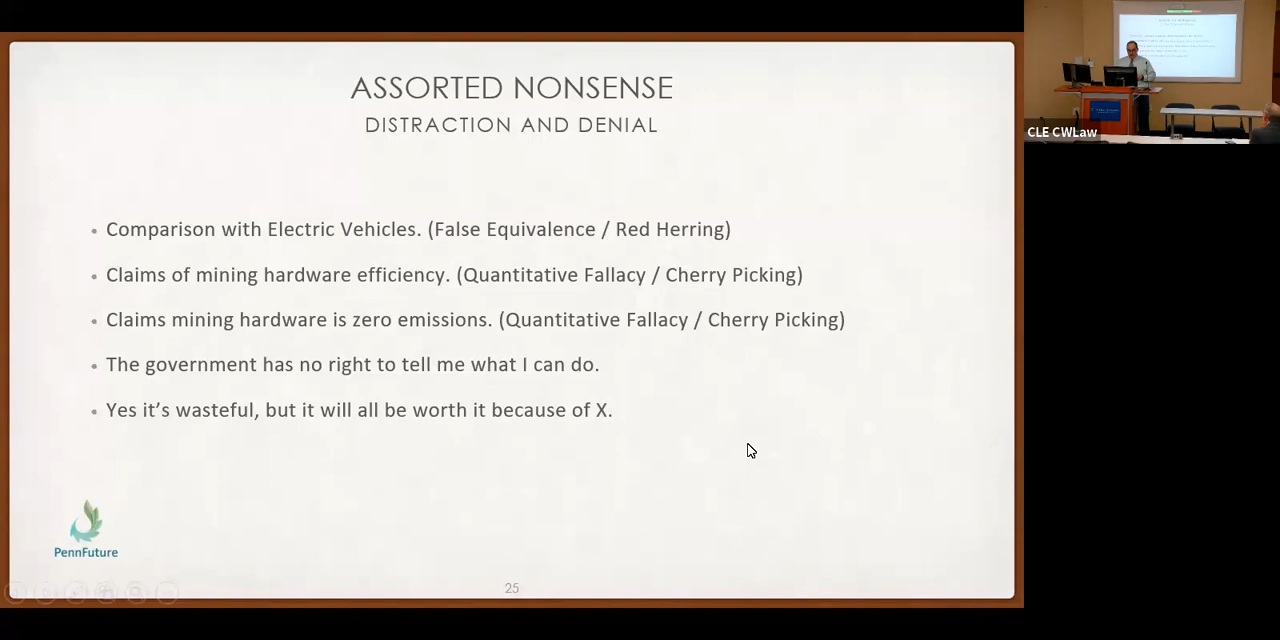 ASSORTED NONSENSE
DISTRACTION AND DENIAL
• Comparison with Electric Vehicles. (False Equivalence / Red Herring)
• Claims of mining hardware efficiency. (Quantitative Fallacy / Cherry Picking)
• Claims mining hardware is zero emissions. (Quantitative Fallacy / Cherry Picking)
• The government has no right to tell me what I can do.
• Yes it’s wasteful, but it will all be worth it because of X.
PennFuture
25
CLE CWLaw